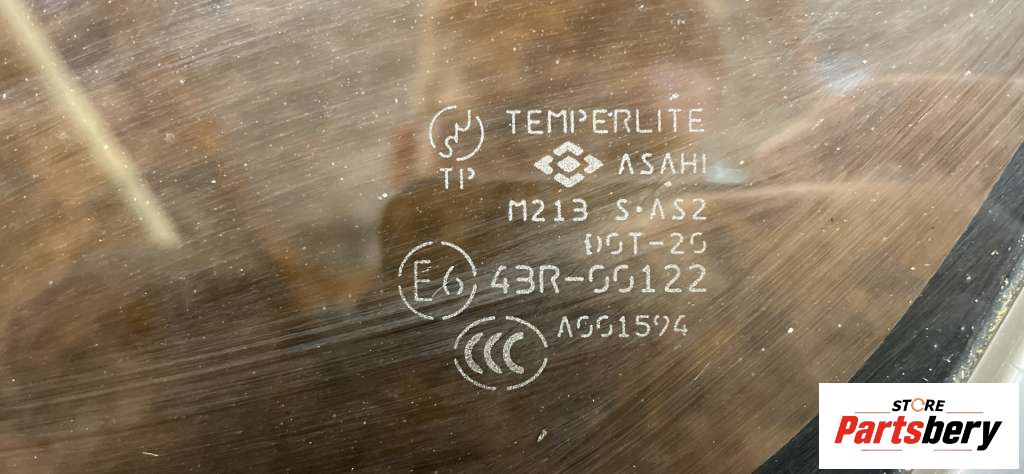 TEMPERLITE
TP
ASAHI
M213 S·AS2
DOT-20
E6 43R-00122
CCC A001594
STORE
Partsbery